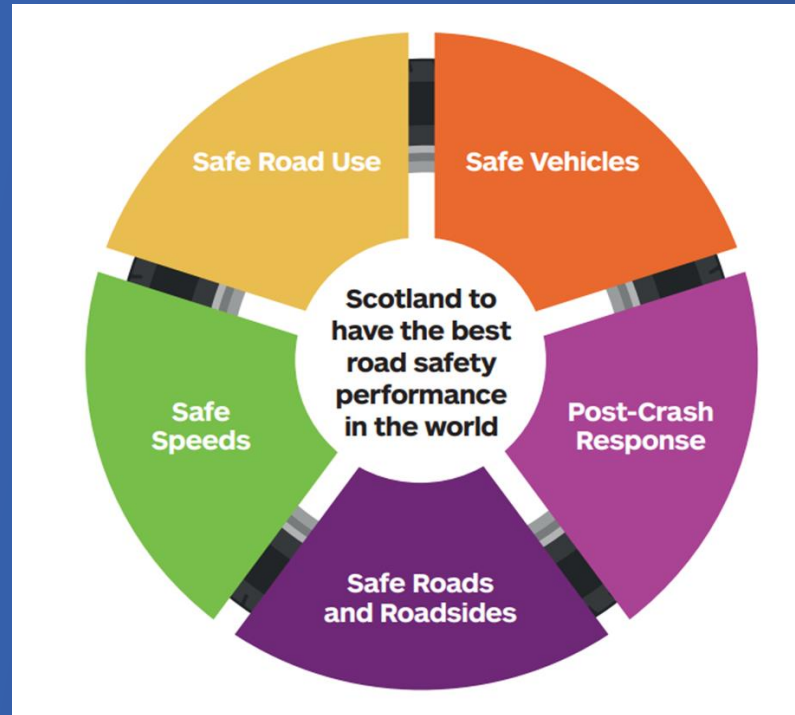 Safe Road Use
Safe Vehicles
Scotland to
have the best
road safety
performance
in the world
Safe
Speeds
Post-Crash
Response
Safe Roads
and Roadsides